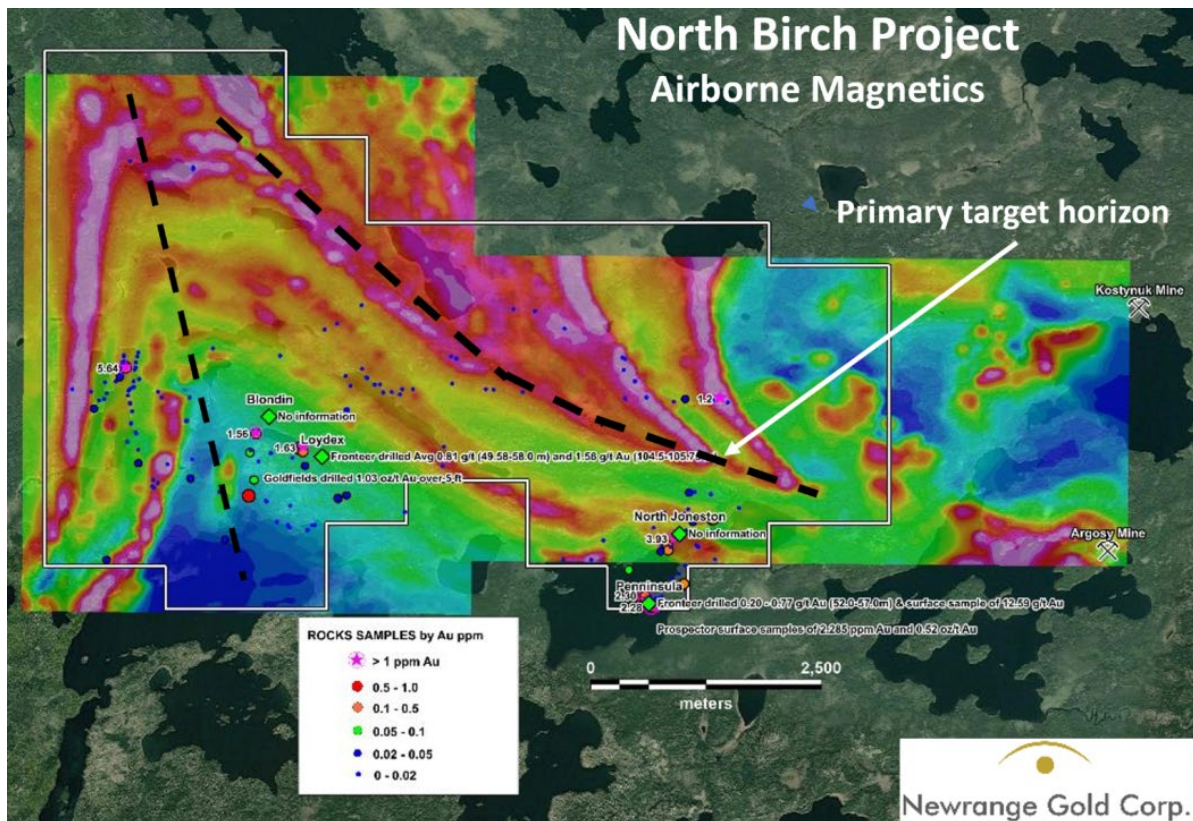 North Birch Project
Airborne Magnetics
Primary target horizon
Kostynuk Mine
5.64
1.2
Blondin
No information
1.56
Loydex
1.63
Fronteer drilled Avg 0.81 g/t (49.58-58.0 m) and 1.56 g/t Au (104.5-105.7
Goldfields drilled 1.03 oz/t Au over 5 ft
North Joneston
No information
3.93
Argosy Mine
Penninsula
2.28
Fronteer drilled 0.20 - 0.77 g/t Au (52.0-57.0m) & surface sample of 12.59 g/t Au
Prospector surface samples of 2.285 ppm Au and 0.52 oz/t Au
ROCKS SAMPLES by Au ppm
> 1 ppm Au
0.5 - 1.0
0.1 - 0.5
0.05 - 0.1
0.02 - 0.05
0 - 0.02
0 2,500
meters
Newrange Gold Corp.